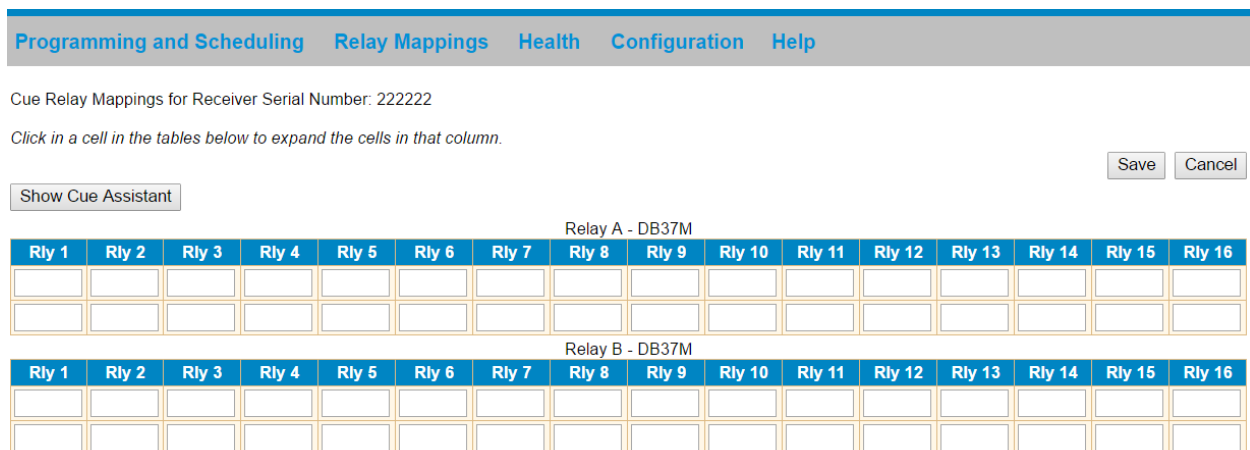 Programming and Scheduling Relay Mappings Health Configuration Help
Cue Relay Mappings for Receiver Serial Number: 222222
Click in a cell in the tables below to expand the cells in that column.
Save Cancel
Show Cue Assistant
Relay A - DB37M
Rly 1 Rly 2 Rly 3 Rly 4 Rly 5 Rly 6 Rly 7 Rly 8 Rly 9 Rly 10 Rly 11 Rly 12 Rly 13 Rly 14 Rly 15 Rly 16
Relay B - DB37M
Rly 1 Rly 2 Rly 3 Rly 4 Rly 5 Rly 6 Rly 7 Rly 8 Rly 9 Rly 10 Rly 11 Rly 12 Rly 13 Rly 14 Rly 15 Rly 16